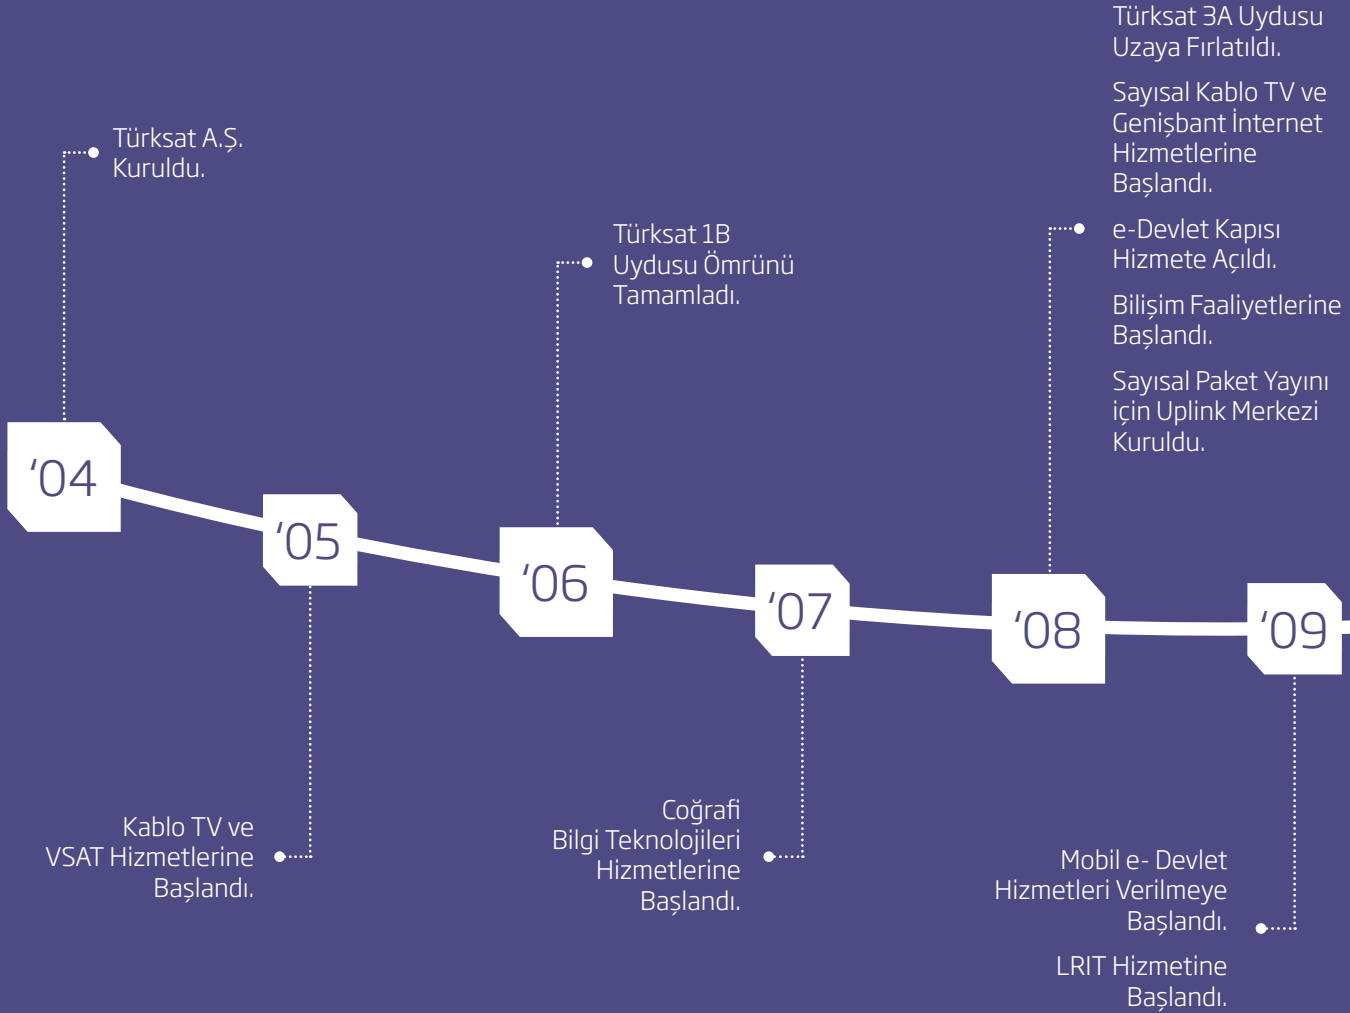 Türksat A.Ş.
Kuruldu.
‘04
‘05
Kablo TV ve
VSAT Hizmetlerine
Başlandı.
Türksat 1B
Uydusu Ömrünü
Tamamladı.
‘06
‘07
Coğrafi
Bilgi Teknolojileri
Hizmetlerine
Başlandı.
Türksat 3A Uydusu
Uzaya Fırlatıldı.
Sayısal Kablo TV ve
Genişbant İnternet
Hizmetlerine
Başlandı.
e-Devlet Kapısı
Hizmete Açıldı.
Bilişim Faaliyetlerine
Başlandı.
Sayısal Paket Yayını
için Uplink Merkezi
Kuruldu.
‘08
‘09
Mobil e- Devlet
Hizmetleri Verilmeye
Başlandı.
LRIT Hizmetine
Başlandı.